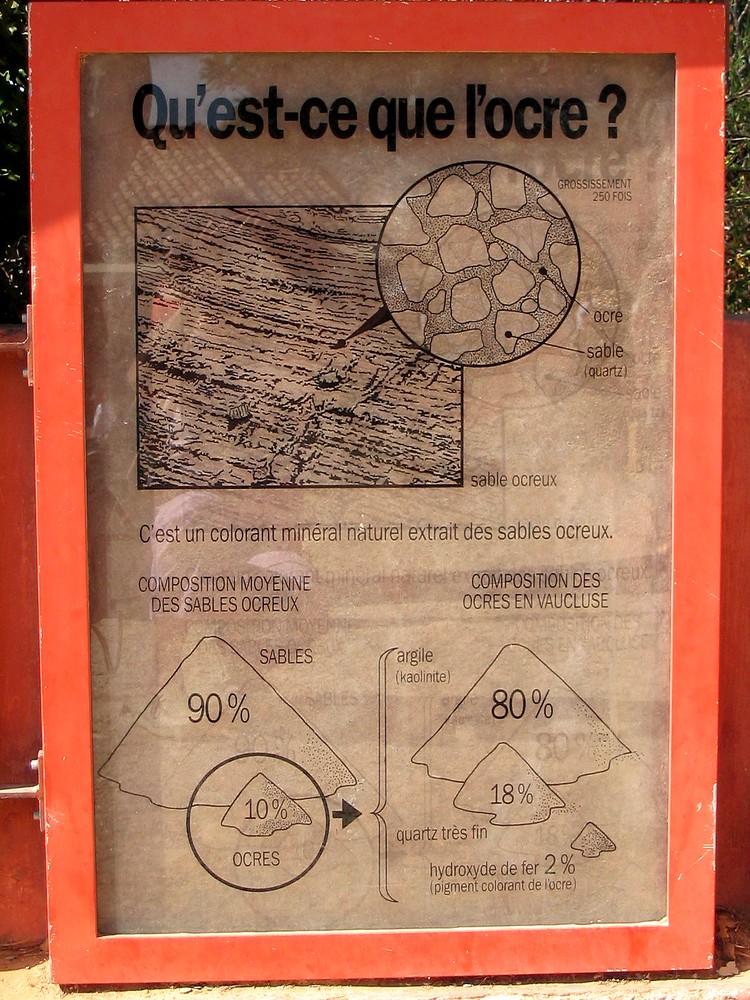 Qu'est-ce que l'ocre ?
GROSSISSEMENT
250 FOIS
ocre
sable
(quartz)
sable ocreux
C'est un colorant minéral naturel extrait des sables ocreux.
COMPOSITION MOYENNE
DES SABLES OCREUX
COMPOSITION DES
OCRES EN VAUCLUSE
SABLES
90 %
10 %
OCRES
argile
(kaolinite)
80 %
18 %
quartz très fin
hydroxyde de fer 2 %
(pigment colorant de l'ocre)